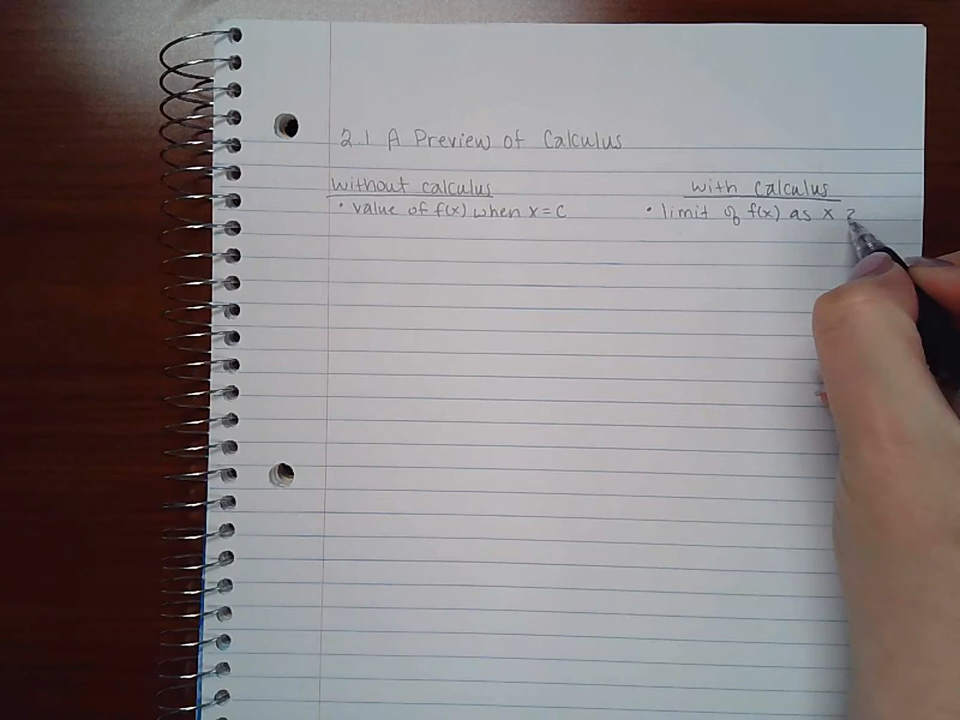 2.1 A Preview of Calculus
without calculus
with Calculus
• value of f(x) when x = c
• limit of f(x) as x